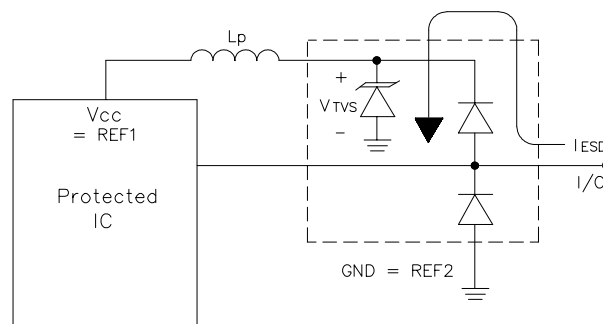 Lp
Vcc
= REF1
+
VTVS
-
IESD
I/O
Protected
IC
GND = REF2